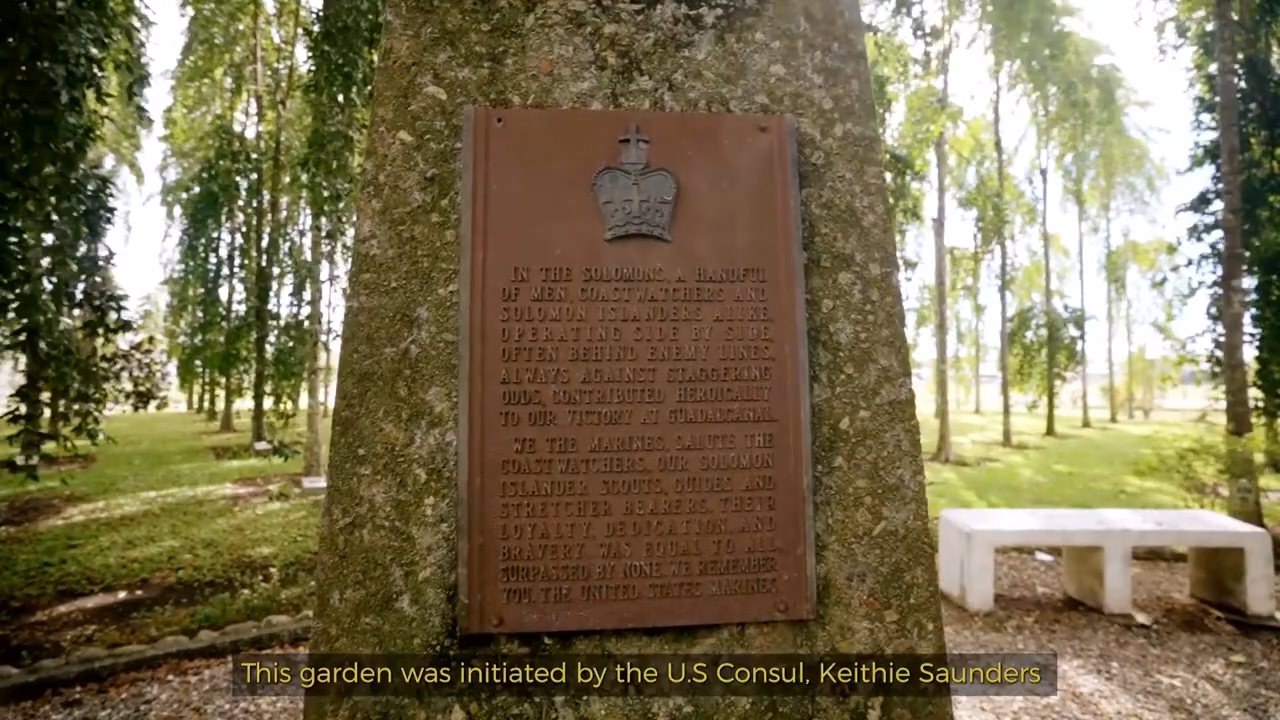 IN THE SOLOMONS, A HANDFUL
OF MEN, COASTWATCHERS AND
SOLOMON ISLANDERS ALIKE,
OPERATING SIDE BY SIDE,
OFTEN BEHIND ENEMY LINES,
ALWAYS AGAINST STAGGERING
ODDS, CONTRIBUTED HEROICALLY
TO OUR VICTORY AT GUADALCANAL.
WE THE MARINES, SALUTE THE
COASTWATCHERS, OUR SOLOMON
ISLANDER SCOUTS, GUIDES AND
STRETCHER BEARERS. THEIR
LOYALTY, DEDICATION, AND
BRAVERY WAS EQUAL TO ALL
SURPASSED BY NONE. WE REMEMBER
YOU. THE UNITED STATES MARINES
This garden was initiated by the U.S Consul, Keithie Saunders